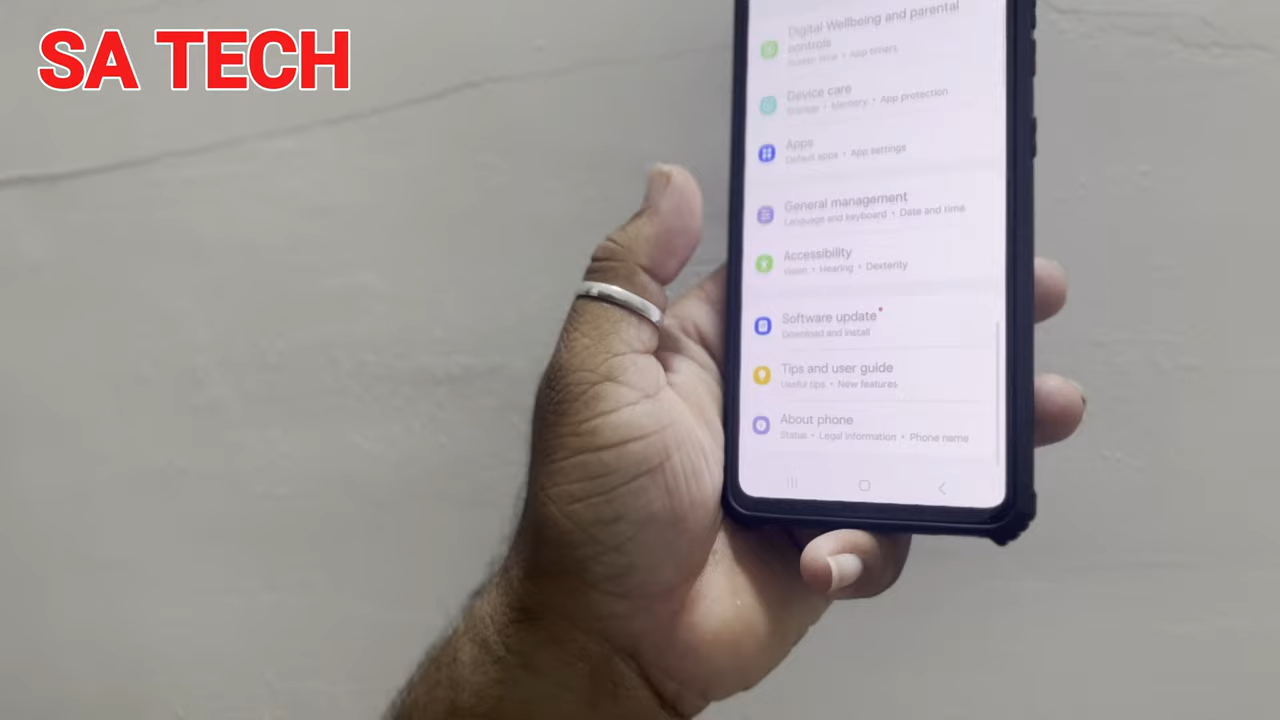 SA TECH
Digital Wellbeing and parental
controls
Screen time • App timers
Device care
Storage • Memory • App protection
Apps
Default apps • App settings
General management
Language and keyboard • Date and time
Accessibility
Vision • Hearing • Dexterity
Software update
Download and install
Tips and user guide
Useful tips • New features
About phone
Status • Legal information • Phone name